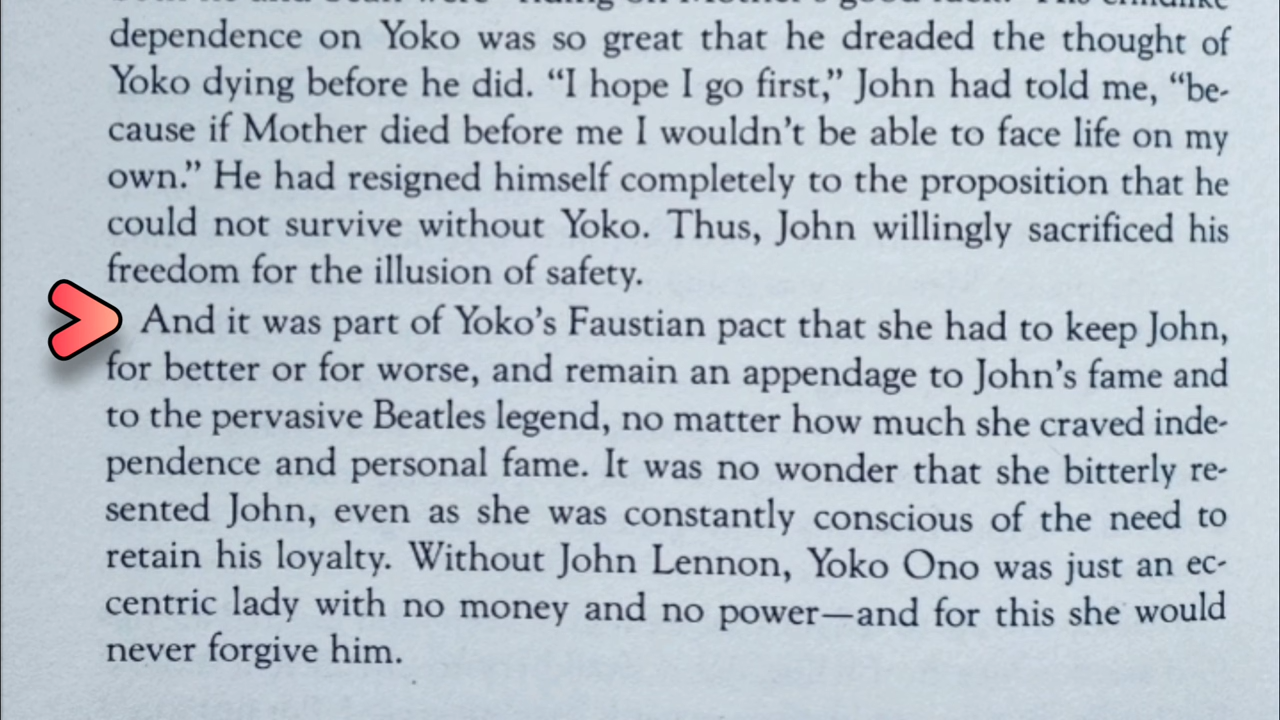 dependence on Yoko was so great that he dreaded the thought of
Yoko dying before he did. “I hope I go first,” John had told me, “be-
cause if Mother died before me I wouldn’t be able to face life on my
own.” He had resigned himself completely to the proposition that he
could not survive without Yoko. Thus, John willingly sacrificed his
freedom for the illusion of safety.
And it was part of Yoko’s Faustian pact that she had to keep John,
for better or for worse, and remain an appendage to John’s fame and
to the pervasive Beatles legend, no matter how much she craved inde-
pendence and personal fame. It was no wonder that she bitterly re-
sented John, even as she was constantly conscious of the need to
retain his loyalty. Without John Lennon, Yoko Ono was just an ec-
centric lady with no money and no power—and for this she would
never forgive him.